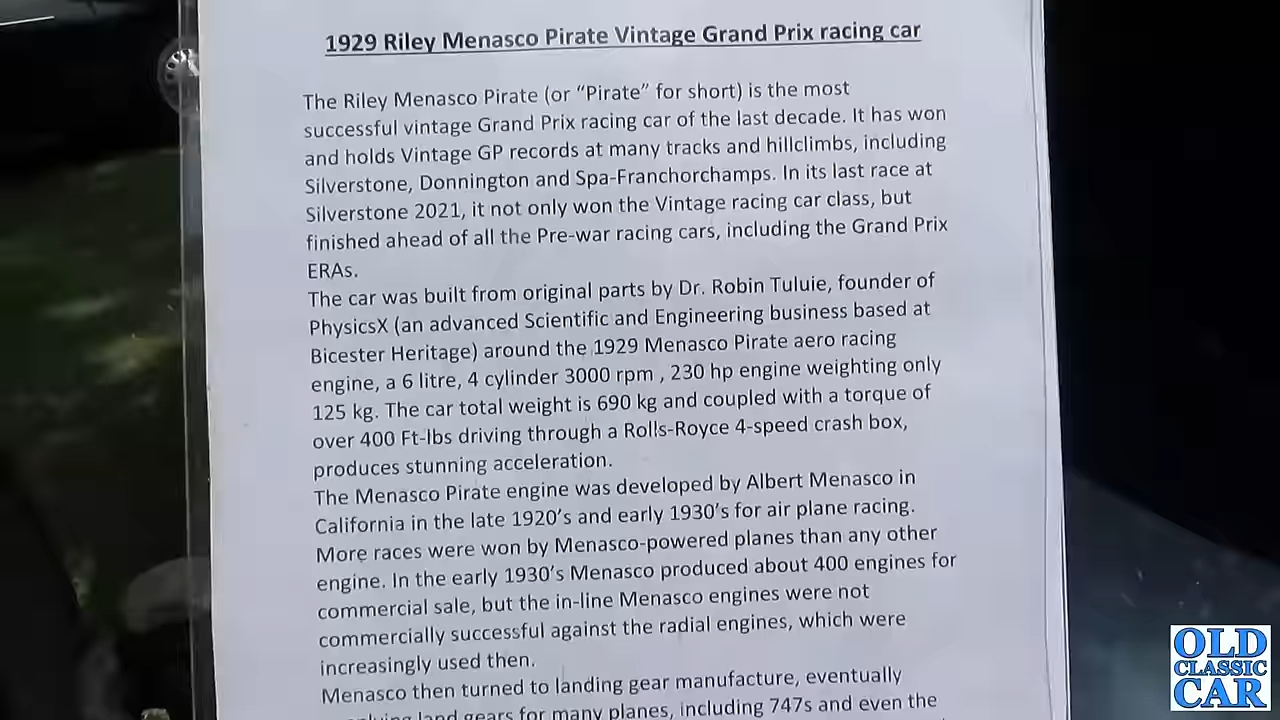 1929 Riley Menasco Pirate Vintage Grand Prix racing car
The Riley Menasco Pirate (or “Pirate” for short) is the most
successful vintage Grand Prix racing car of the last decade. It has won
and holds Vintage GP records at many tracks and hillclimbs, including
Silverstone, Donnington and Spa-Franchorchamps. In its last race at
Silverstone 2021, it not only won the Vintage racing car class, but
finished ahead of all the Pre-war racing cars, including the Grand Prix
ERAs.
The car was built from original parts by Dr. Robin Tuluie, founder of
PhysicsX (an advanced Scientific and Engineering business based at
Bicester Heritage) around the 1929 Menasco Pirate aero racing
engine, a 6 litre, 4 cylinder 3000 rpm , 230 hp engine weighting only
125 kg. The car total weight is 690 kg and coupled with a torque of
over 400 Ft-lbs driving through a Rolls-Royce 4-speed crash box,
produces stunning acceleration.
The Menasco Pirate engine was developed by Albert Menasco in
California in the late 1920’s and early 1930’s for air plane racing.
More races were won by Menasco-powered planes than any other
engine. In the early 1930’s Menasco produced about 400 engines for
commercial sale, but the in-line Menasco engines were not
commercially successful against the radial engines, which were
increasingly used then.
Menasco then turned to landing gear manufacture, eventually
land gears for many planes, including 747s and even the
OLD
CLASSIC
CAR